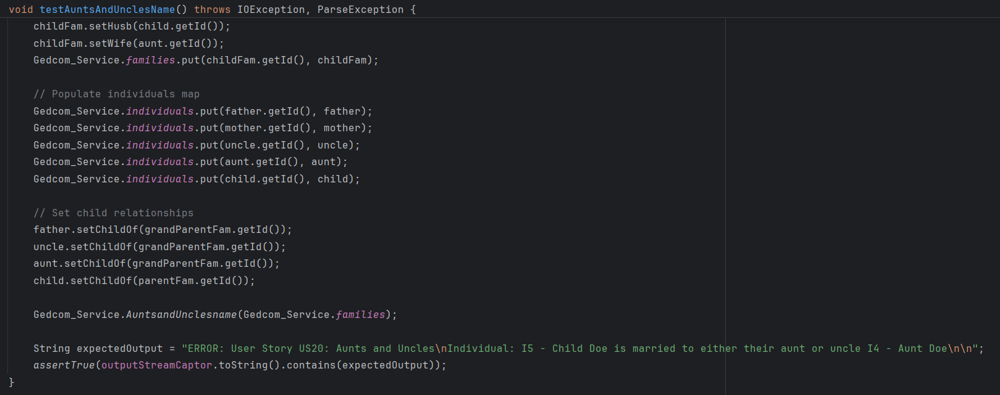 void testAuntsAndUnclesName() throws IOException, ParseException {
    childFam.setHusb(child.getId());
    childFam.setWife(aunt.getId());
    Gedcom_Service.families.put(childFam.getId(), childFam);

    // Populate individuals map
    Gedcom_Service.individuals.put(father.getId(), father);
    Gedcom_Service.individuals.put(mother.getId(), mother);
    Gedcom_Service.individuals.put(uncle.getId(), uncle);
    Gedcom_Service.individuals.put(aunt.getId(), aunt);
    Gedcom_Service.individuals.put(child.getId(), child);

    // Set child relationships
    father.setChildOf(grandParentFam.getId());
    uncle.setChildOf(grandParentFam.getId());
    aunt.setChildOf(grandParentFam.getId());
    child.setChildOf(parentFam.getId());

    Gedcom_Service.AuntsandUnclesname(Gedcom_Service.families);

    String expectedOutput = "ERROR: User Story US20: Aunts and Uncles\nIndividual: I5 - Child Doe is married to either their aunt or uncle I4 - Aunt Doe\n\n";
    assertTrue(outputStreamCaptor.toString().contains(expectedOutput));
}